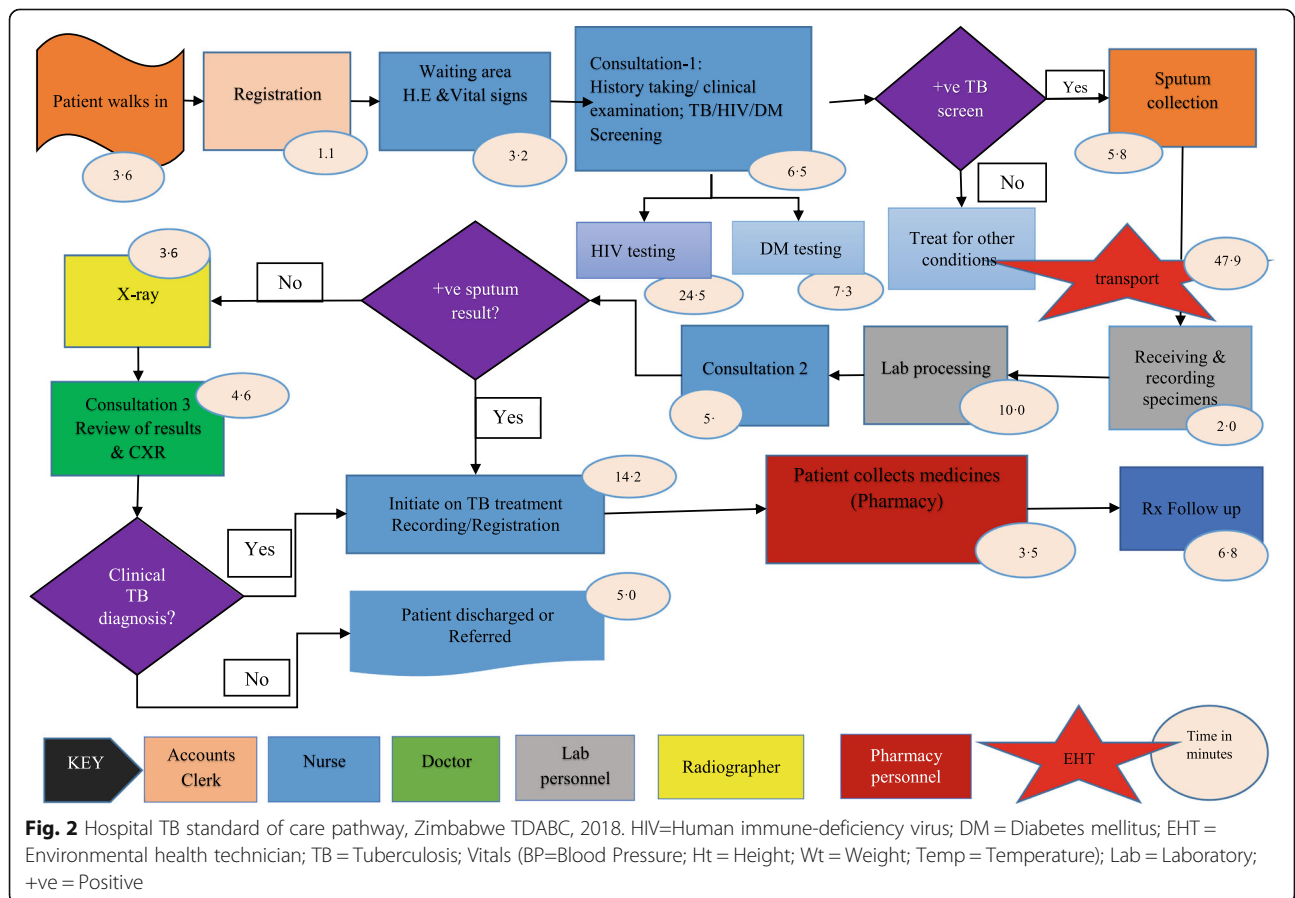 Patient walks in
3·6
Registration
1.1
Waiting area
H.E &Vital signs
3·2
Consultation-1:
History taking/ clinical
examination; TB/HIV/DM
Screening
6·5
+ve TB
screen
Yes
Sputum
collection
5·8
No
HIV testing
24·5
DM testing
7·3
Treat for other
conditions
transport
47·9
X-ray
3·6
No
+ve sputum
result?
Consultation 2
5·
Lab processing
10·0
Receiving &
recording
specimens
2·0
Consultation 3
Review of results
& CXR
4·6
Yes
Initiate on TB treatment
Recording/Registration
14·2
Patient collects medicines
(Pharmacy)
3·5
Rx Follow up
6·8
Clinical
TB
diagnosis?
Yes
No
Patient discharged or
Referred
5·0
KEY
Accounts
Clerk
Nurse
Doctor
Lab
personnel
Radiographer
Pharmacy
personnel
EHT
Time in
minutes
Fig. 2 Hospital TB standard of care pathway, Zimbabwe TDABC, 2018. HIV=Human immune-deficiency virus; DM = Diabetes mellitus; EHT =
Environmental health technician; TB = Tuberculosis; Vitals (BP=Blood Pressure; Ht = Height; Wt = Weight; Temp = Temperature); Lab = Laboratory;
+ve = Positive